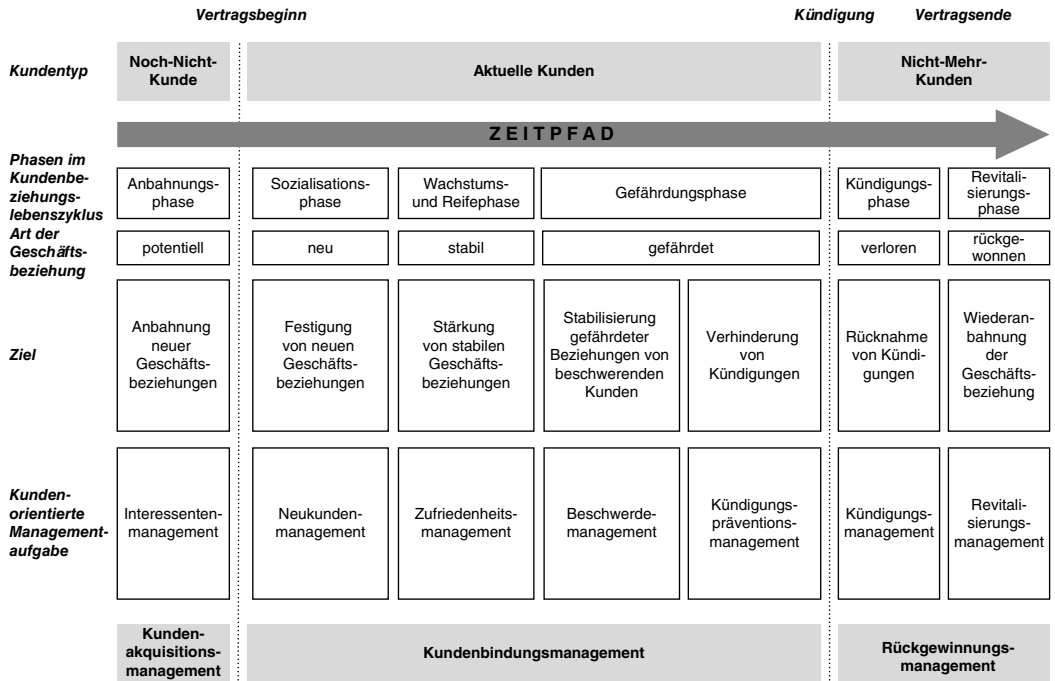 Vertragsbeginn
Kündigung
Vertragsende
Kundentyp
Noch-Nicht-
Kunde
Aktuelle Kunden
Nicht-Mehr-
Kunden
ZEITPFAD
Phasen im
Kundenbe-
ziehungs-
lebenszyklus
Anbahnungs-
phase
Sozialisations-
phase
Wachstums-
und Reifephase
Gefährdungsphase
Kündigungs-
phase
Revitali-
sierungs-
phase
Art der
Geschäfts-
beziehung
potentiell
neu
stabil
gefährdet
verloren
rückge-
wonnen
Ziel
Anbahnung
neuer
Geschäfts-
beziehungen
Festigung
von neuen
Geschäfts-
beziehungen
Stärkung
von stabilen
Geschäfts-
beziehungen
Stabilisierung
gefährdeter
Beziehungen von
beschwerenden
Kunden
Verhinderung
von
Kündigungen
Rücknahme
von Kündi-
gungen
Wiederan-
bahnung
der
Geschäfts-
beziehung
Kunden-
orientierte
Management-
aufgabe
Interessenten-
management
Neukunden-
management
Zufriedenheits-
management
Beschwerde-
management
Kündigungs-
präventions-
management
Kündigungs-
management
Revitali-
sierungs-
management
Kunden-
akquisitions-
management
Kundenbindungsmanagement
Rückgewinnungs-
management